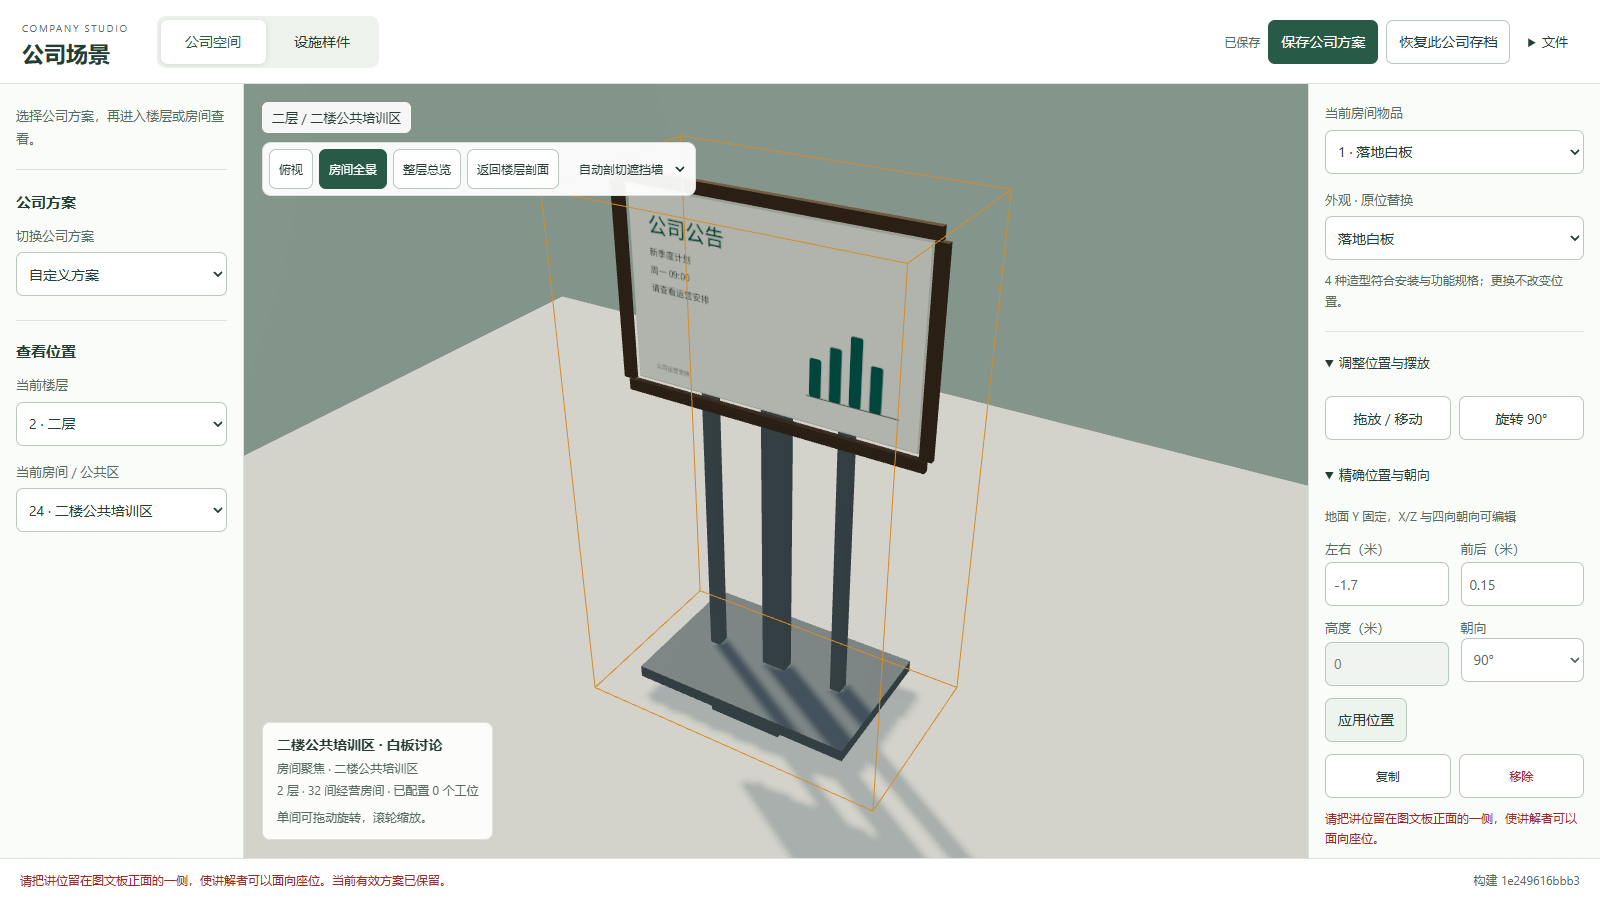 COMPANY STUDIO
公司场景
公司空间
设施样件
已保存
保存公司方案
恢复此公司存档
▶ 文件
选择公司方案，再进入楼层或房间查看。
公司方案
切换公司方案
自定义方案
查看位置
当前楼层
2 · 二层
当前房间 / 公共区
24 · 二楼公共培训区
二层 / 二楼公共培训区
俯视
房间全景
整层总览
返回楼层剖面
自动剖切遮挡墙
公司公告
新季度计划
周一 09:00
请查看运营安排
公司运营安排
二楼公共培训区 · 白板讨论
房间聚焦 · 二楼公共培训区
2 层 · 32 间经营房间 · 已配置 0 个工位
单间可拖动旋转，滚轮缩放。
当前房间物品
1 · 落地白板
外观 · 原位替换
落地白板
4 种造型符合安装与功能规格；更换不改变位置。
▼ 调整位置与摆放
拖放 / 移动
旋转 90°
▼ 精确位置与朝向
地面 Y 固定，X/Z 与四向朝向可编辑
左右（米）
前后（米）
-1.7
0.15
高度（米）
朝向
0
90°
应用位置
复制
移除
请把讲位留在图文板正面的一侧，使讲解者可以面向座位。
请把讲位留在图文板正面的一侧，使讲解者可以面向座位。当前有效方案已保留。
构建 1e249616bbb3